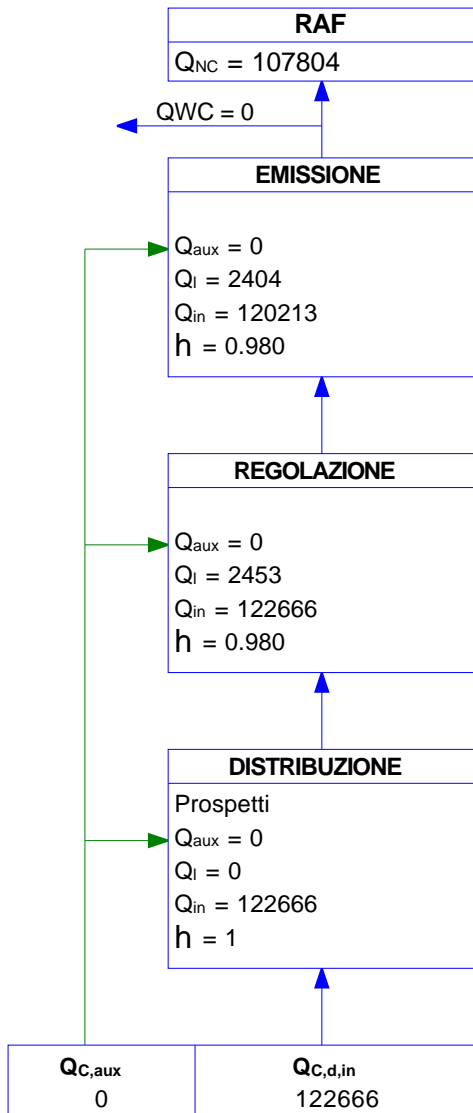 RAF
QNC = 107804
QWC = 0
EMISSIONE
Qaux = 0
Ql = 2404
Qin = 120213
h = 0.980
REGOLAZIONE
Qaux = 0
Ql = 2453
Qin = 122666
h = 0.980
DISTRIBUZIONE
Prospetti
Qaux = 0
Ql = 0
Qin = 122666
h = 1
QC,aux QC,d,in
0 122666